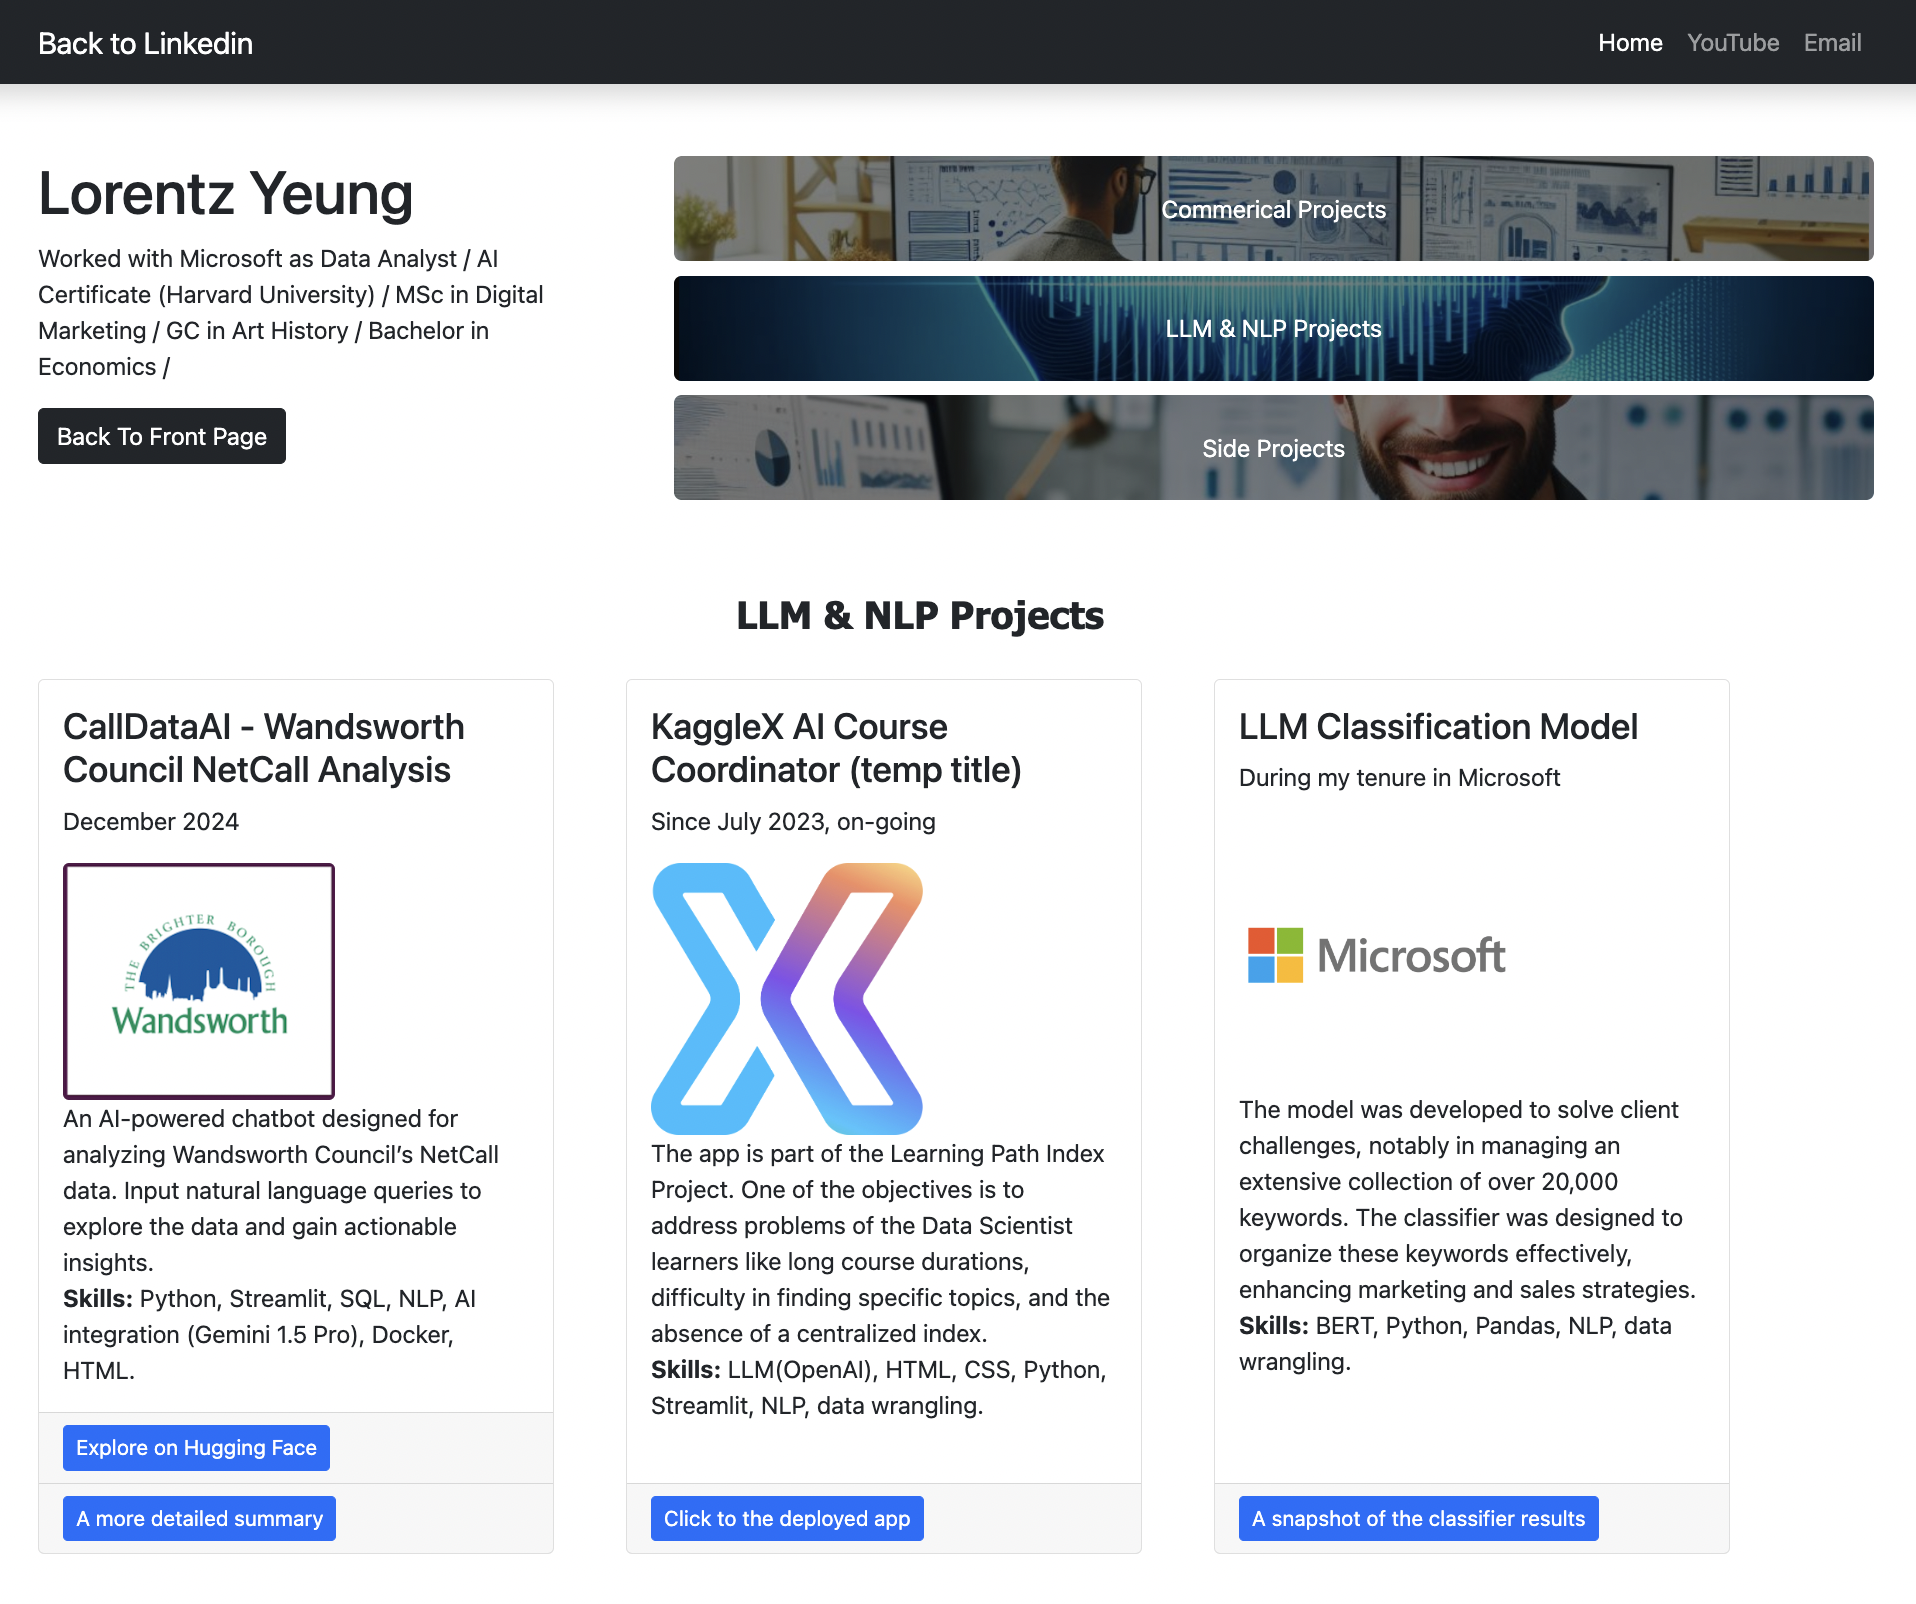 Back to Linkedin
Home YouTube Email
Lorentz Yeung
Worked with Microsoft as Data Analyst / AI
Certificate (Harvard University) / MSc in Digital
Marketing / GC in Art History / Bachelor in
Economics /
Back To Front Page
Commerical Projects
LLM & NLP Projects
Side Projects
LLM & NLP Projects
CallDataAI - Wandsworth
Council NetCall Analysis
December 2024
THE BRIGHTER BOROUGH
Wandsworth
An AI-powered chatbot designed for
analyzing Wandsworth Council’s NetCall
data. Input natural language queries to
explore the data and gain actionable
insights.
Skills: Python, Streamlit, SQL, NLP, AI
integration (Gemini 1.5 Pro), Docker,
HTML.
Explore on Hugging Face
A more detailed summary
KaggleX AI Course
Coordinator (temp title)
Since July 2023, on-going
The app is part of the Learning Path Index
Project. One of the objectives is to
address problems of the Data Scientist
learners like long course durations,
difficulty in finding specific topics, and the
absence of a centralized index.
Skills: LLM(OpenAI), HTML, CSS, Python,
Streamlit, NLP, data wrangling.
Click to the deployed app
LLM Classification Model
During my tenure in Microsoft
Microsoft
The model was developed to solve client
challenges, notably in managing an
extensive collection of over 20,000
keywords. The classifier was designed to
organize these keywords effectively,
enhancing marketing and sales strategies.
Skills: BERT, Python, Pandas, NLP, data
wrangling.
A snapshot of the classifier results